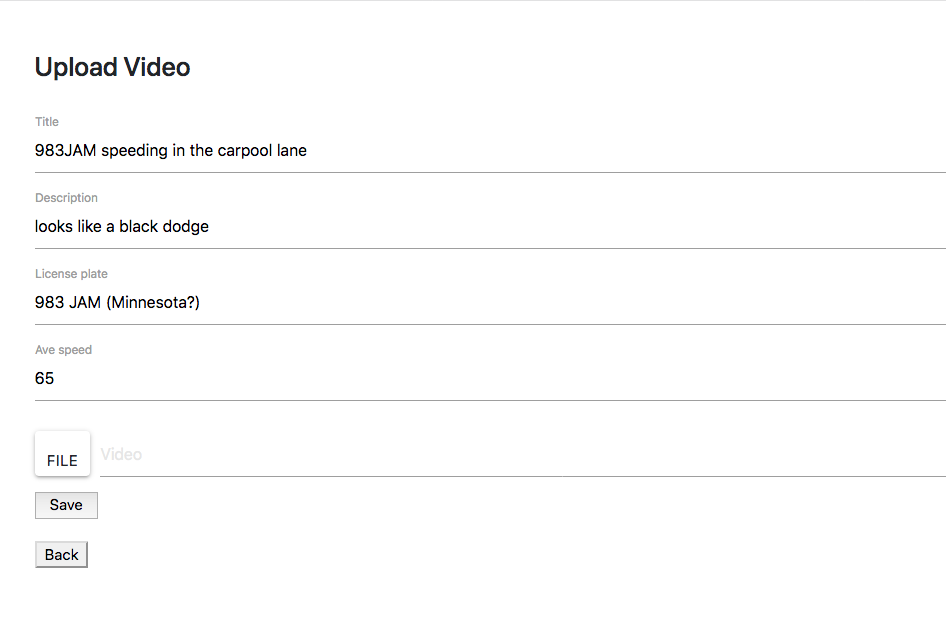 Upload Video
Title
983JAM speeding in the carpool lane
Description
looks like a black dodge
License plate
983 JAM (Minnesota?)
Ave speed
65
FILE Video
Save
Back